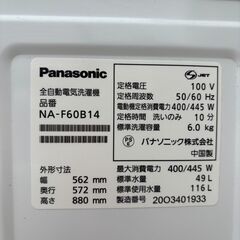 Panasonic
全自動電気洗濯機
品番
NA-F60B14
外形寸法
幅 562 mm
奥行 572 mm
高さ 880 mm
JET
定格電圧 100 V
定格周波数 50/60 Hz
電動機定格消費電力 400/445 W
定格時間 洗いのみ 10 分
標準洗濯容量 6.0 kg
PS E
パナソニック株式会社
中国製
最大消費電力 400/445 W
標準水量 49 L
標準使用水量 116 L
製造番号 20O3401933